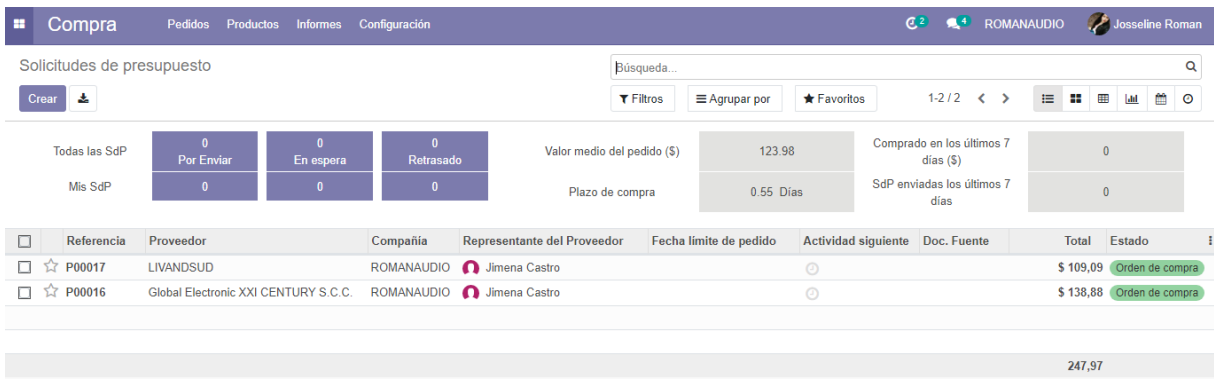 Compra Pedidos Productos Informes Configuración 2 4 ROMANAUDIO Josseline Roman
Solicitudes de presupuesto Búsqueda...
Crear Filtros Agrupar por Favoritos 1-2 / 2
Todas las SdP 0 Por Enviar 0 En espera 0 Retrasado Valor medio del pedido ($) 123.98 Comprado en los últimos 7 días ($) 0
Mis SdP 0 0 0 Plazo de compra 0.55 Días SdP enviadas los últimos 7 días 0
Referencia Proveedor Compañía Representante del Proveedor Fecha límite de pedido Actividad siguiente Doc. Fuente Total Estado
P00017 LIVANDSUD ROMANAUDIO Jimena Castro $ 109,09 Orden de compra
P00016 Global Electronic XXI CENTURY S.C.C. ROMANAUDIO Jimena Castro $ 138,88 Orden de compra
247,97